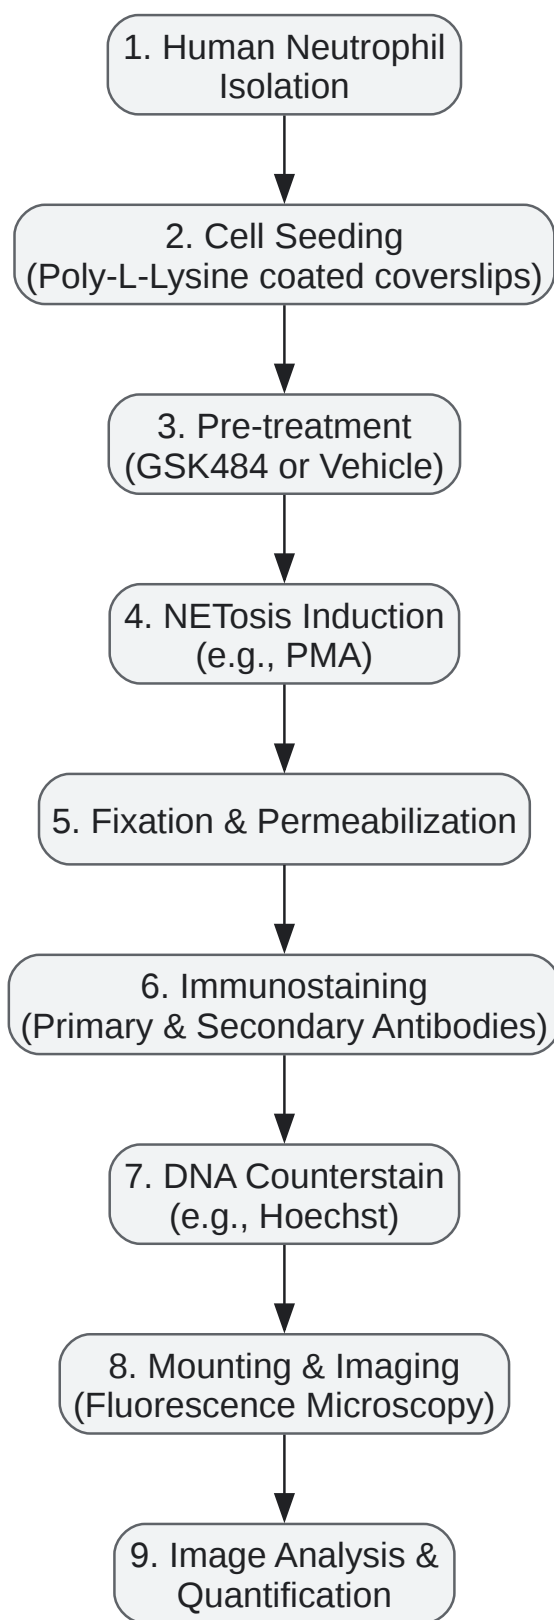 1. Human Neutrophil
Isolation
2. Cell Seeding
(Poly-L-Lysine coated coverslips)
3. Pre-treatment
(GSK484 or Vehicle)
4. NETosis Induction
(e.g., PMA)
5. Fixation & Permeabilization
6. Immunostaining
(Primary & Secondary Antibodies)
7. DNA Counterstain
(e.g., Hoechst)
8. Mounting & Imaging
(Fluorescence Microscopy)
9. Image Analysis &
Quantification